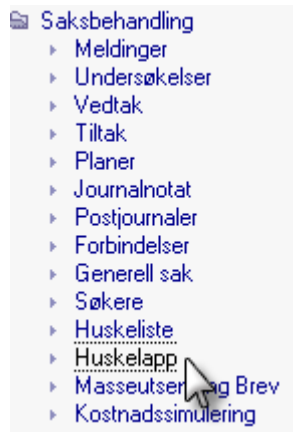 Saksbehandling
Meldinger
Undersøkelser
Vedtak
Tiltak
Planer
Journalnotat
Postjournaler
Forbindelser
Generell sak
Søkere
Huskeliste
Huskelapp
Brev
Kostnadssimulering